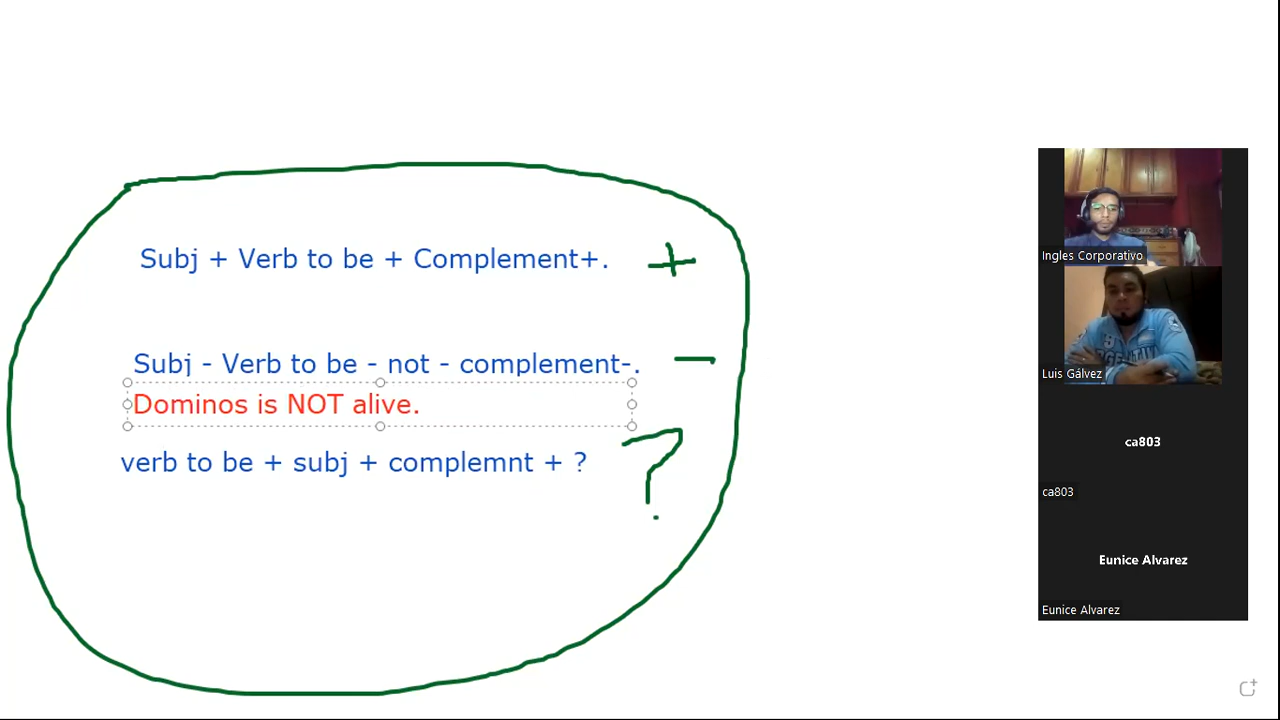 Subj + Verb to be + Complement+. +
Subj - Verb to be - not - complement-. -
Dominos is NOT alive.
verb to be + subj + complemnt + ? ?
Ingles Corporativo
Luis Gálvez
ca803
ca803
Eunice Alvarez
Eunice Alvarez